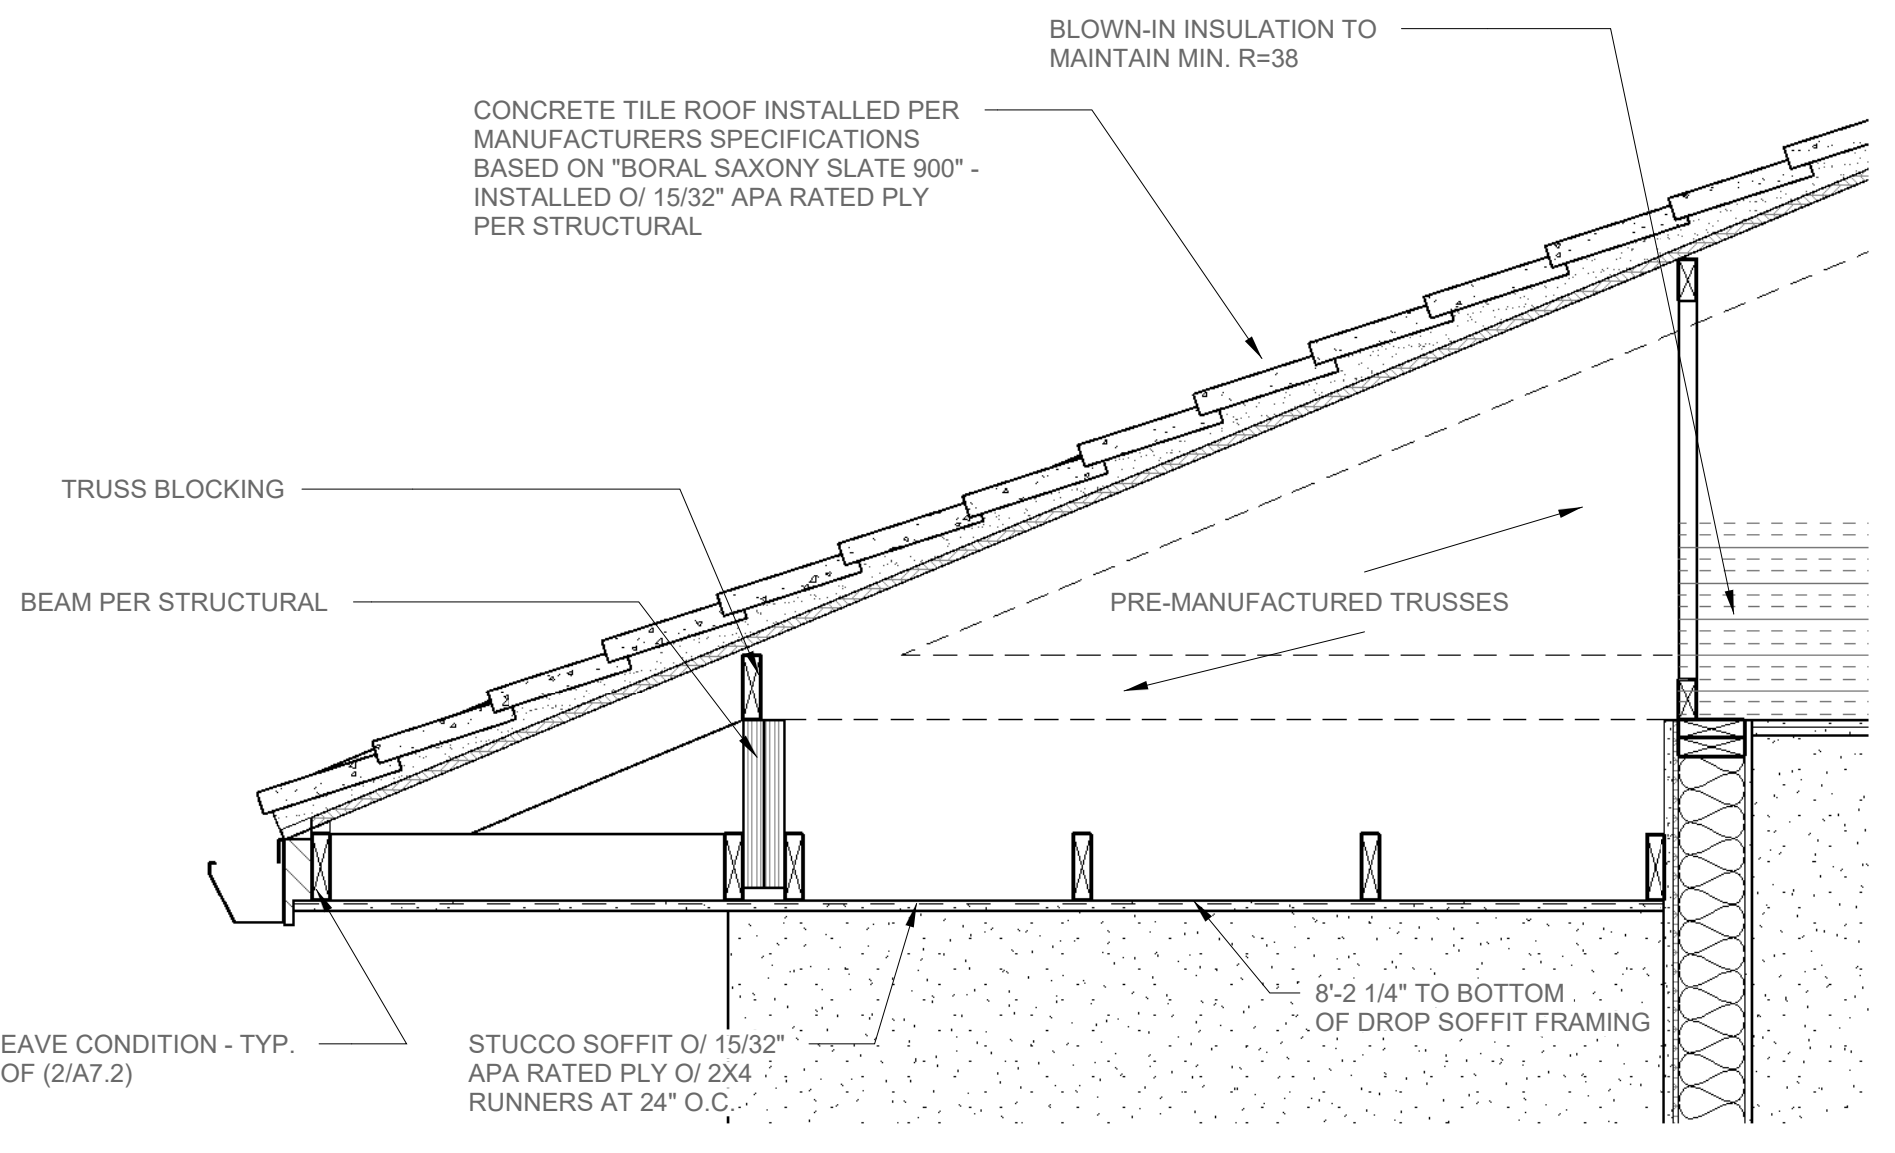 BLOWN-IN INSULATION TO
MAINTAIN MIN. R=38
CONCRETE TILE ROOF INSTALLED PER
MANUFACTURERS SPECIFICATIONS
BASED ON "BORAL SAXONY SLATE 900" -
INSTALLED O/ 15/32" APA RATED PLY
PER STRUCTURAL
TRUSS BLOCKING
BEAM PER STRUCTURAL
PRE-MANUFACTURED TRUSSES
8'-2 1/4" TO BOTTOM
OF DROP SOFFIT FRAMING
EAVE CONDITION - TYP.
OF (2/A7.2)
STUCCO SOFFIT O/ 15/32"
APA RATED PLY O/ 2X4
RUNNERS AT 24" O.C.